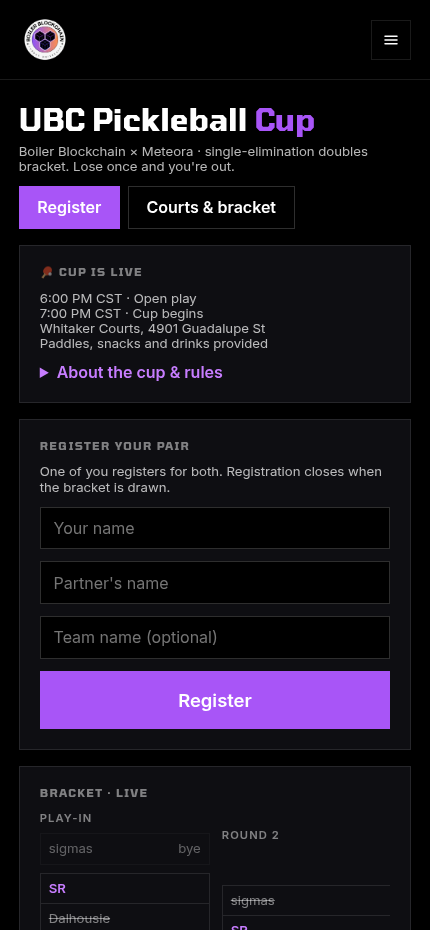 BOILER BLOCKCHAIN
UBC Pickleball Cup
Boiler Blockchain × Meteora · single-elimination doubles
bracket. Lose once and you're out.
Register
Courts & bracket
CUP IS LIVE
6:00 PM CST · Open play
7:00 PM CST · Cup begins
Whitaker Courts, 4901 Guadalupe St
Paddles, snacks and drinks provided
About the cup & rules
REGISTER YOUR PAIR
One of you registers for both. Registration closes when
the bracket is drawn.
Your name
Partner's name
Team name (optional)
Register
BRACKET · LIVE
PLAY-IN
sigmas bye
SR
Dalhousie
ROUND 2
sigmas
SR